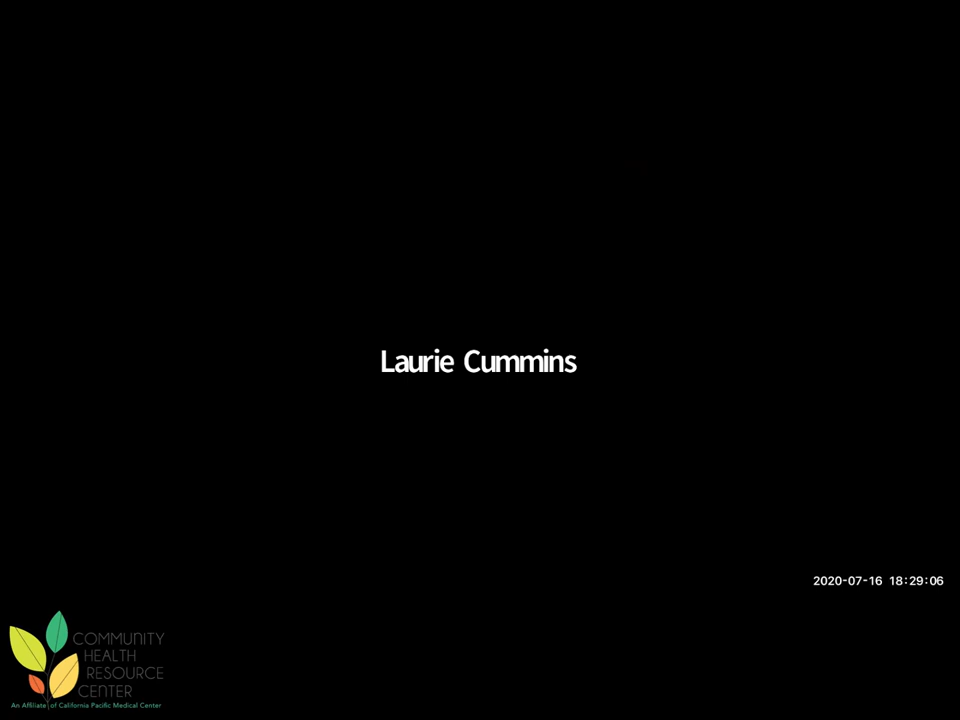 Laurie Cummins
2020-07-16 18:29:06
COMMUNITY
HEALTH
RESOURCE
CENTER
An Affiliate of California Pacific Medical Center